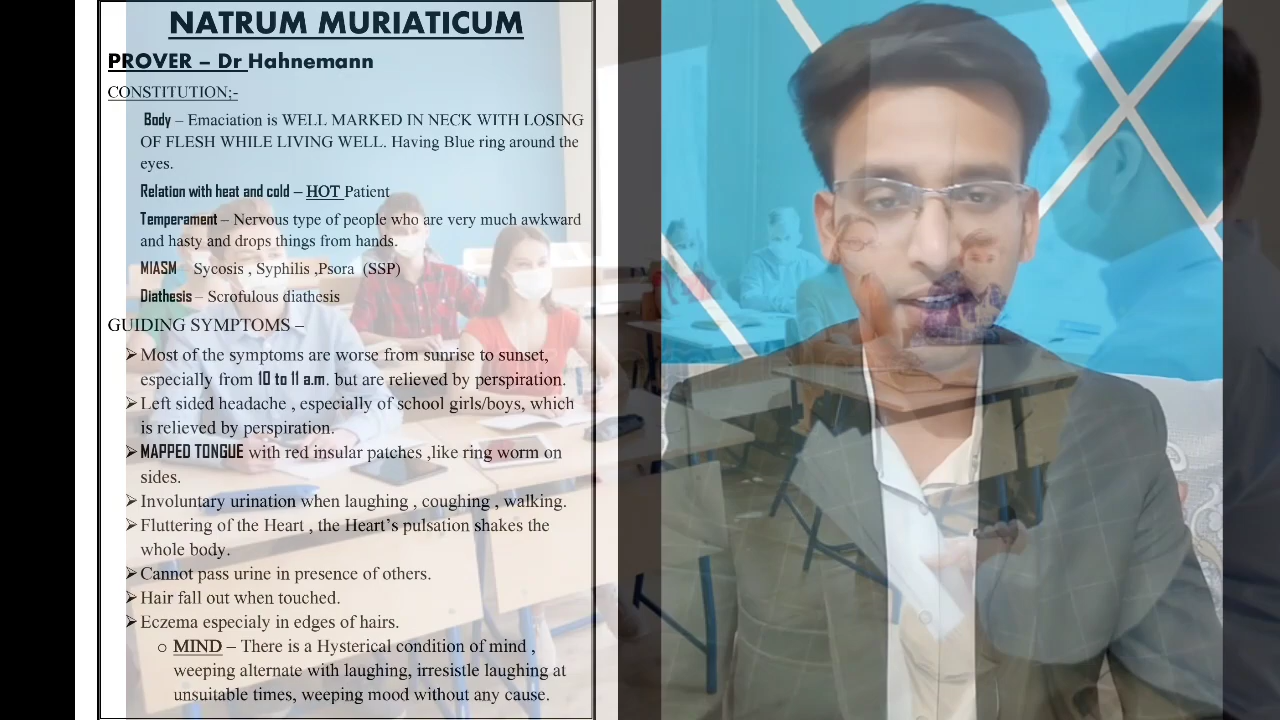 NATRUM MURIATICUM
PROVER – Dr Hahnemann
CONSTITUTION;-
Body – Emaciation is WELL MARKED IN NECK WITH LOSING
OF FLESH WHILE LIVING WELL. Having Blue ring around the
eyes.
Relation with heat and cold – HOT Patient
Temperament – Nervous type of people who are very much awkward
and hasty and drops things from hands.
MIASM – Sycosis , Syphilis ,Psora (SSP)
Diathesis – Scrofulous diathesis
GUIDING SYMPTOMS –
➢ Most of the symptoms are worse from sunrise to sunset,
especially from 10 to 11 a.m. but are relieved by perspiration.
➢ Left sided headache , especially of school girls/boys, which
is relieved by perspiration.
➢ MAPPED TONGUE with red insular patches ,like ring worm on
sides.
➢ Involuntary urination when laughing , coughing , walking.
➢ Fluttering of the Heart , the Heart's pulsation shakes the
whole body.
➢ Cannot pass urine in presence of others.
➢ Hair fall out when touched.
➢ Eczema especialy in edges of hairs.
o MIND – There is a Hysterical condition of mind ,
weeping alternate with laughing, irresistle laughing at
unsuitable times, weeping mood without any cause.